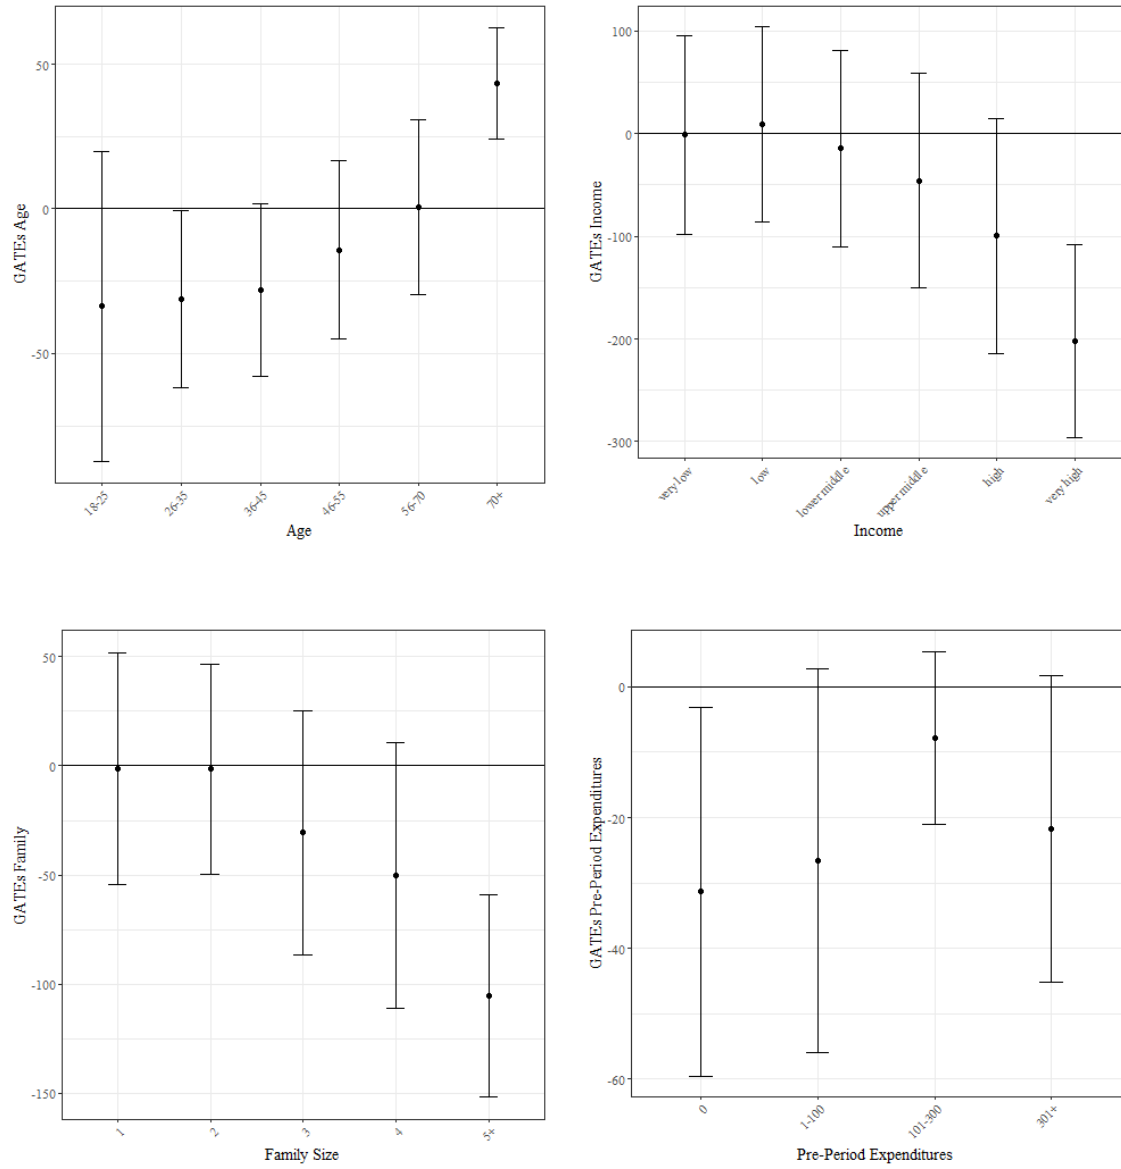 GATEs Age
50
0
-50
18-25
26-35
36-45
46-55
56-70
70+
Age
GATEs Income
100
0
-100
-200
-300
very low
low
lower middle
upper middle
high
very high
Income
GATEs Family
50
0
-50
-100
-150
1
2
3
4
5+
Family Size
GATEs Pre-Period Expenditures
0
-20
-40
-60
0
1-100
101-300
301+
Pre-Period Expenditures